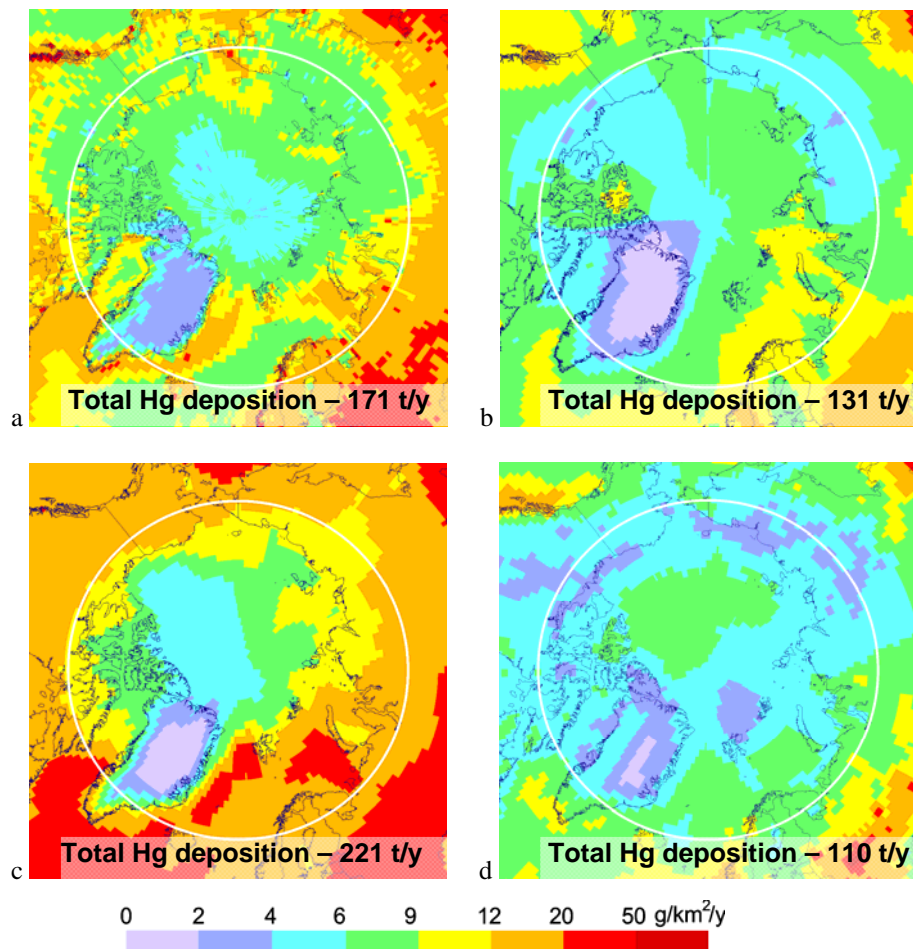 a
Total Hg deposition – 171 t/y
b
Total Hg deposition – 131 t/y
c
Total Hg deposition – 221 t/y
d
Total Hg deposition – 110 t/y
0 2 4 6 9 12 20 50 g/km²/y